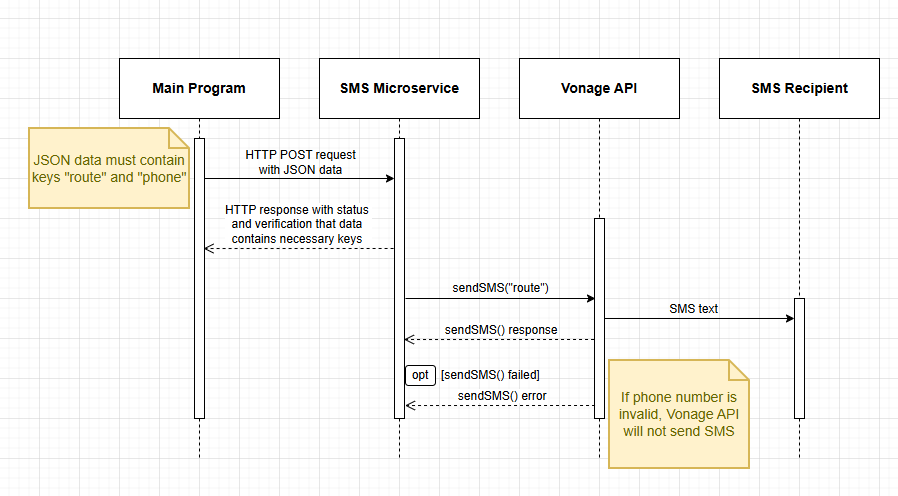 Main Program
SMS Microservice
Vonage API
SMS Recipient
JSON data must contain
keys "route" and "phone"
HTTP POST request
with JSON data
HTTP response with status
and verification that data
contains necessary keys
sendSMS("route")
SMS text
sendSMS() response
opt
[sendSMS() failed]
sendSMS() error
If phone number is
invalid, Vonage API
will not send SMS